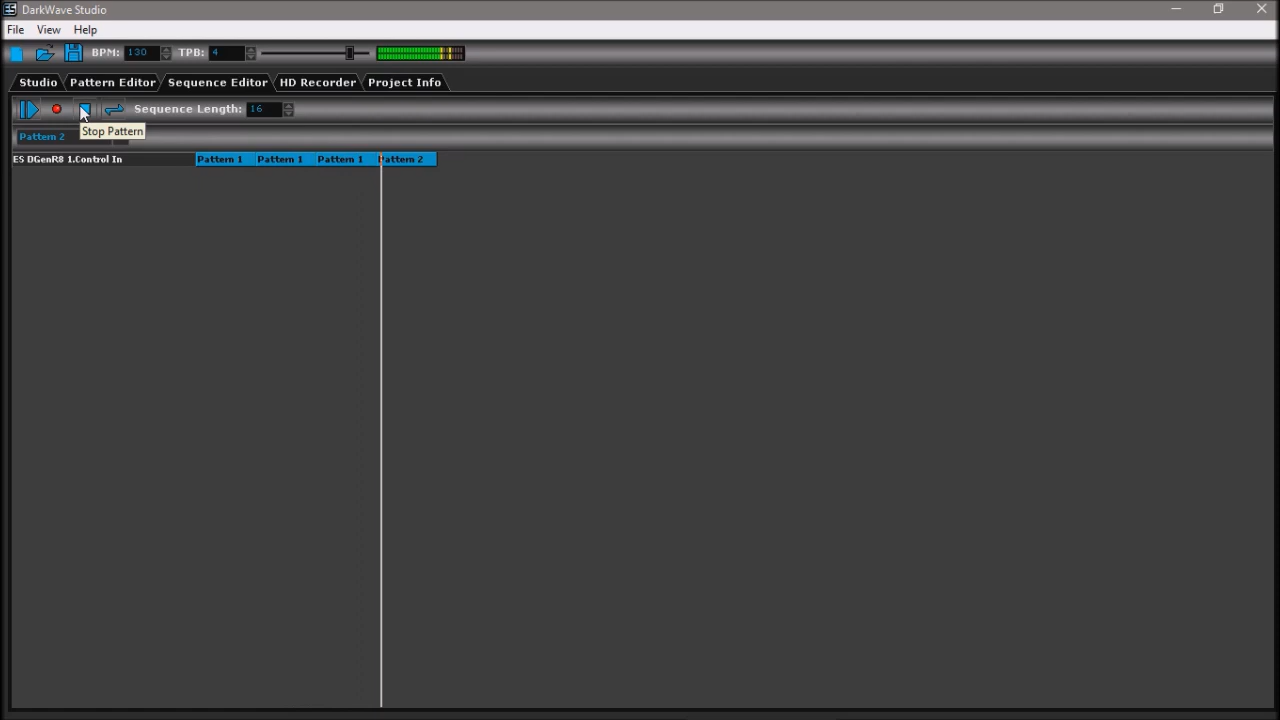 ES DarkWave Studio
File View Help
BPM: 130 TPB: 4
Studio Pattern Editor Sequence Editor HD Recorder Project Info
Sequence Length: 16
Stop Pattern
Pattern 2
ES DGenR8 1.Control In Pattern 1 Pattern 1 Pattern 1 Pattern 2